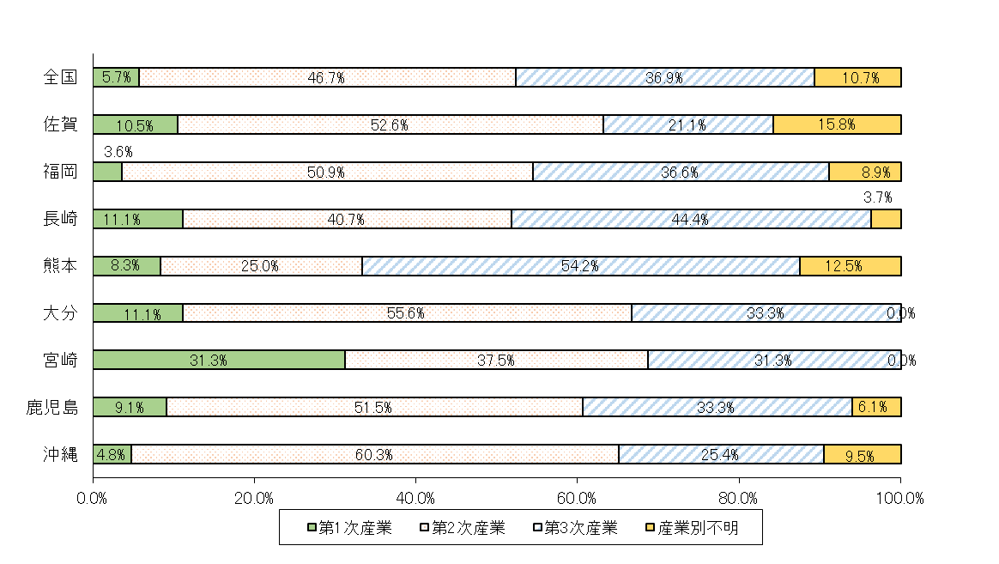 全国 5.7% 46.7% 36.9% 10.7%
佐賀 10.5% 52.6% 21.1% 15.8%
3.6%
福岡 50.9% 36.6% 8.9%
3.7%
長崎 11.1% 40.7% 44.4%
熊本 8.3% 25.0% 54.2% 12.5%
大分 11.1% 55.6% 33.3% 0.0%
宮崎 31.3% 37.5% 31.3% 0.0%
鹿児島 9.1% 51.5% 33.3% 6.1%
沖縄 4.8% 60.3% 25.4% 9.5%
0.0% 20.0% 40.0% 60.0% 80.0% 100.0%
第1次産業 第2次産業 第3次産業 産業別不明